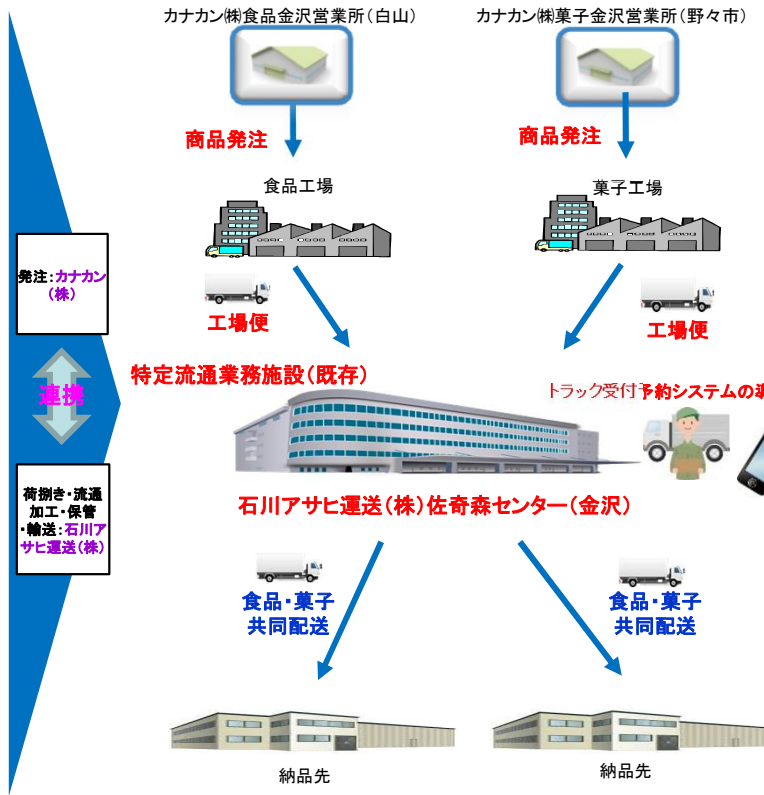 カナカン㈱食品金沢営業所(白山)
カナカン㈱菓子金沢営業所(野々市)
商品発注
商品発注
食品工場
菓子工場
発注:カナカン
(株)
工場便
工場便
連携
特定流通業務施設(既存)
トラック受付予約システムの導
石川アサヒ運送(株)佐奇森センター(金沢)
荷捌き・流通
加工・保管
・輸送:石川ア
サヒ運送(株)
食品・菓子
共同配送
食品・菓子
共同配送
納品先
納品先